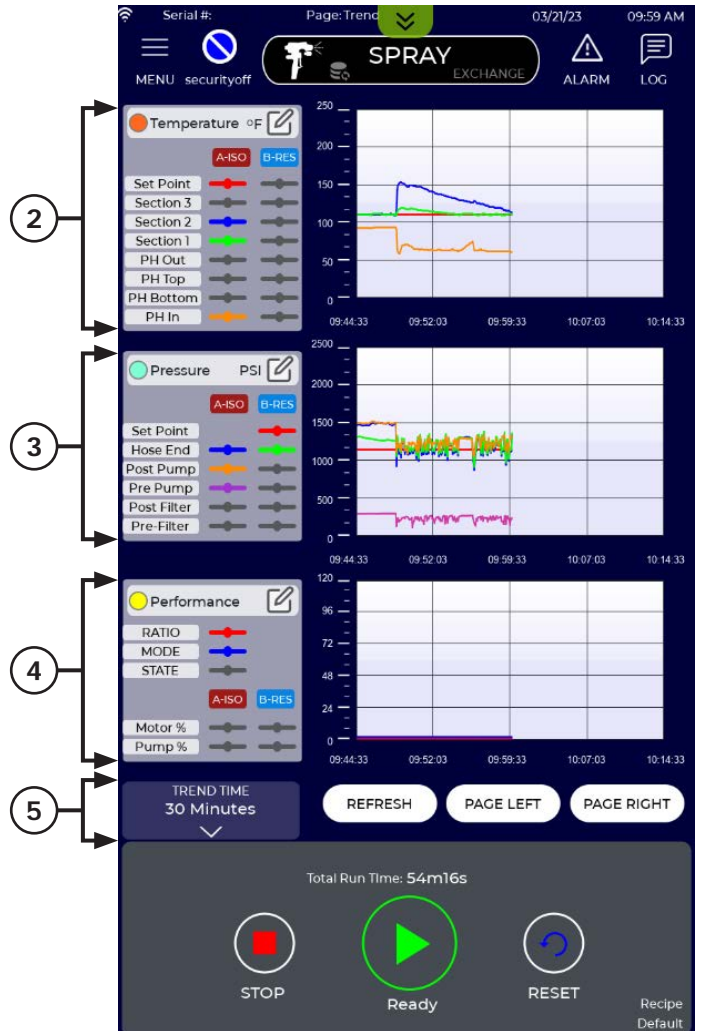 Serial #: Page: Trend 03/21/23 09:59 AM
MENU securityoff SPRAY EXCHANGE ALARM LOG
2
Temperature °F
A-ISO B-RES
Set Point
Section 3
Section 2
Section 1
PH Out
PH Top
PH Bottom
PH In
250
200
150
100
50
0
09:44:33 09:52:03 09:59:33 10:07:03 10:14:33
3
Pressure PSI
A-ISO B-RES
Set Point
Hose End
Post Pump
Pre Pump
Post Filter
Pre-Filter
2500
2000
1500
1000
500
0
09:44:33 09:52:03 09:59:33 10:07:03 10:14:33
4
Performance
RATIO
MODE
STATE
A-ISO B-RES
Motor %
Pump %
120
96
72
48
24
0
09:44:33 09:52:03 09:59:33 10:07:03 10:14:33
5
TREND TIME
30 Minutes
REFRESH PAGE LEFT PAGE RIGHT
Total Run Time: 54m16s
STOP Ready RESET
Recipe
Default